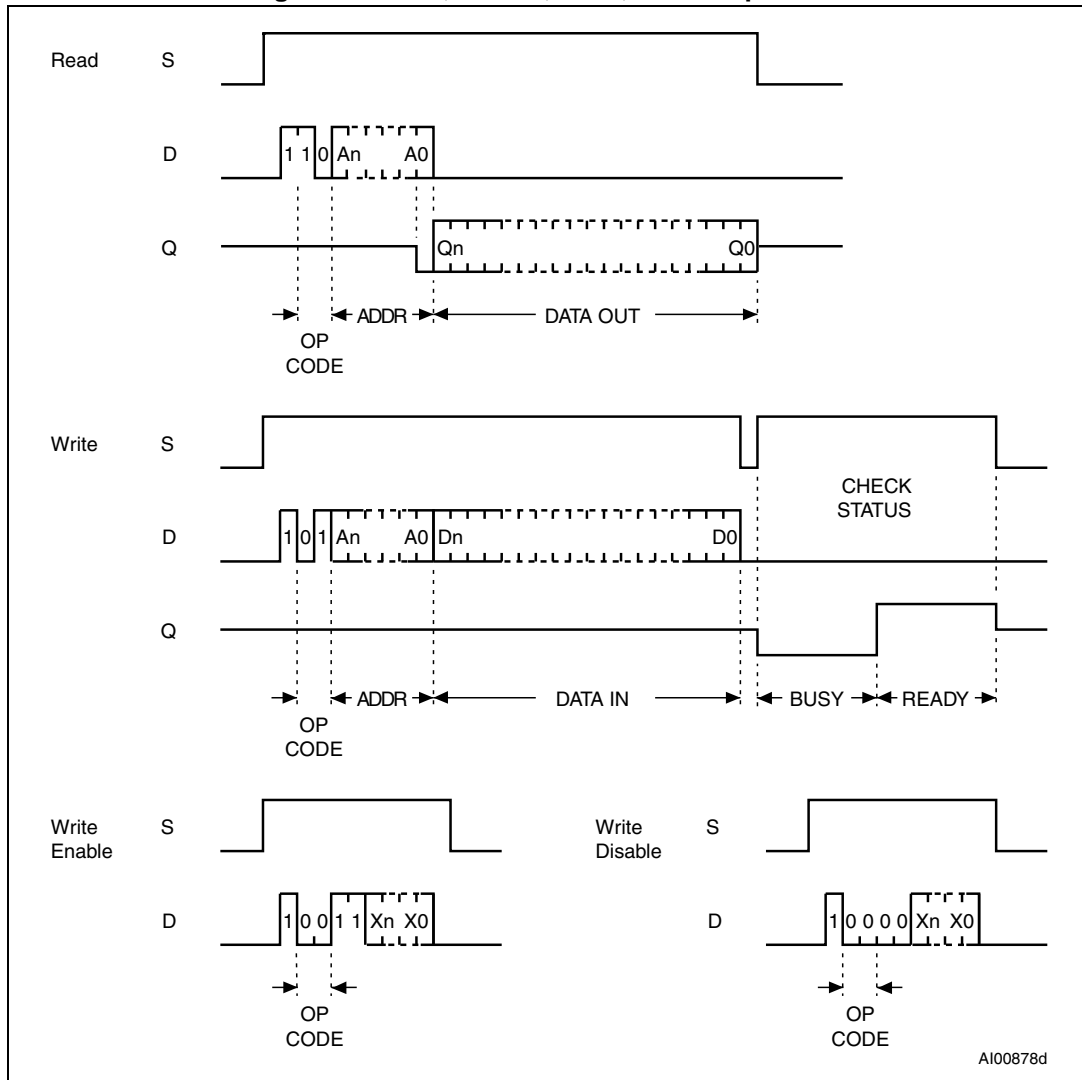 Read S
D 1 1 0 An A0
Q Qn Q0
ADDR DATA OUT
OP
CODE
Write S
CHECK
STATUS
D 1 0 1 An A0 Dn D0
Q
ADDR DATA IN BUSY READY
OP
CODE
Write
Enable
S
Write
Disable
S
D 1 0 0 1 1 Xn X0
D 1 0 0 0 0 Xn X0
OP
CODE
OP
CODE
AI00878d